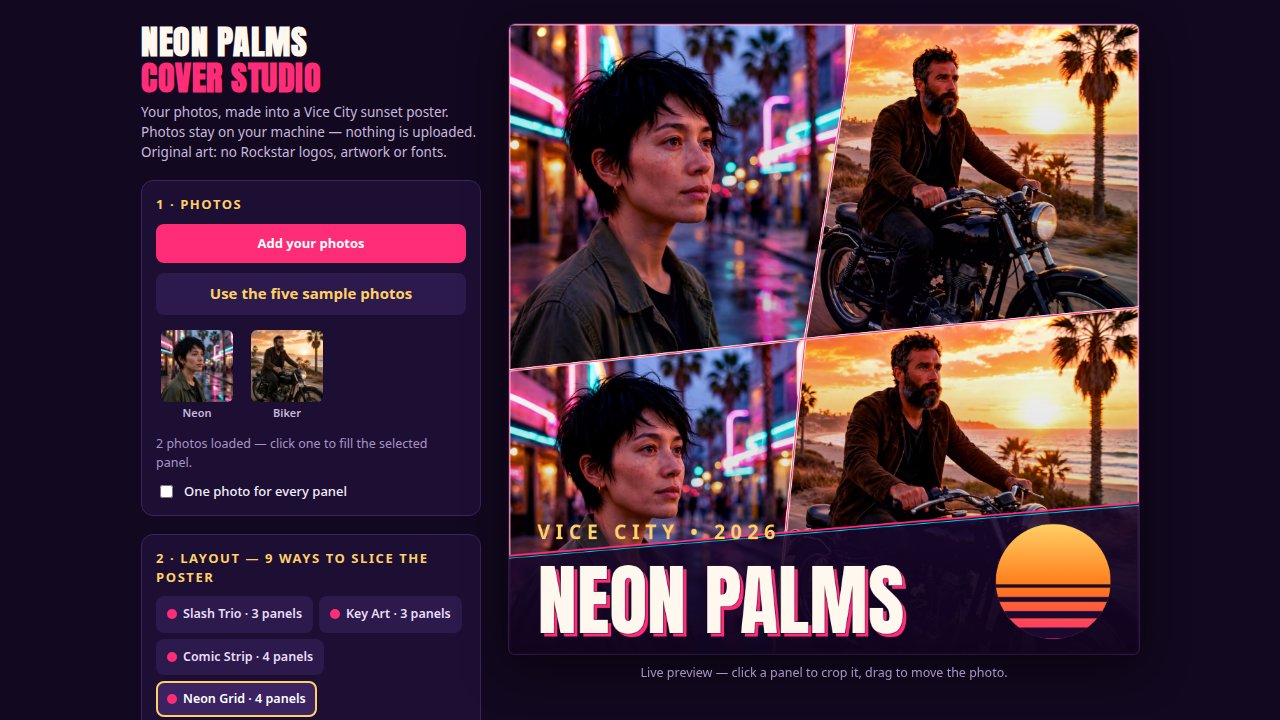 NEON PALMS
COVER STUDIO
Your photos, made into a Vice City sunset poster.
Photos stay on your machine — nothing is uploaded.
Original art: no Rockstar logos, artwork or fonts.
1 · PHOTOS
Add your photos
Use the five sample photos
Neon
Biker
2 photos loaded — click one to fill the selected
panel.
One photo for every panel
2 · LAYOUT — 9 WAYS TO SLICE THE
POSTER
Slash Trio · 3 panels
Key Art · 3 panels
Comic Strip · 4 panels
Neon Grid · 4 panels
VICE CITY • 2026
NEON PALMS
Live preview — click a panel to crop it, drag to move the photo.